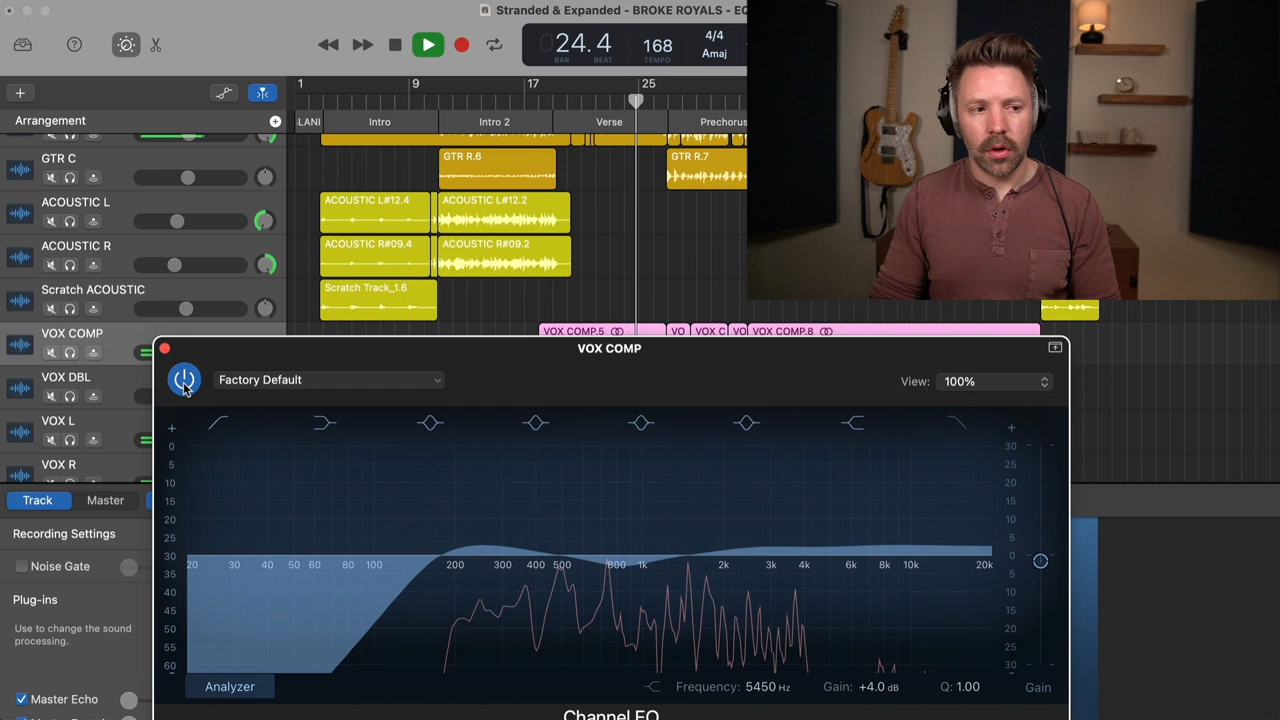 Stranded & Expanded - BROKE ROYALS - EQ
024.4
BAR
BEAT
168
TEMPO
4/4
Amaj
1
9
17
25
Arrangement
LANI
Intro
Intro 2
Verse
Prechorus
GTR C
GTR R.6
GTR R.7
ACOUSTIC L
ACOUSTIC L#12.4
ACOUSTIC L#12.2
ACOUSTIC R
ACOUSTIC R#09.4
ACOUSTIC R#09.2
Scratch ACOUSTIC
Scratch Track_1.6
VOX COMP
VOX COMP.5
VO
VOX C
VO
VOX COMP.8
VOX DBL
VOX L
VOX R
Track
Master
Recording Settings
Noise Gate
Plug-ins
Use to change the sound
processing.
Master Echo
VOX COMP
Factory Default
View:
100%
+
0
5
10
15
20
25
30
35
40
45
50
55
60
20
30
40
50
60
80
100
200
300
400
500
800
1k
2k
3k
4k
6k
8k
10k
20k
+
30
25
20
15
10
5
0
5
10
15
20
25
30
Analyzer
Frequency: 5450 Hz
Gain: +4.0 dB
Q: 1.00
Gain
Channel EQ